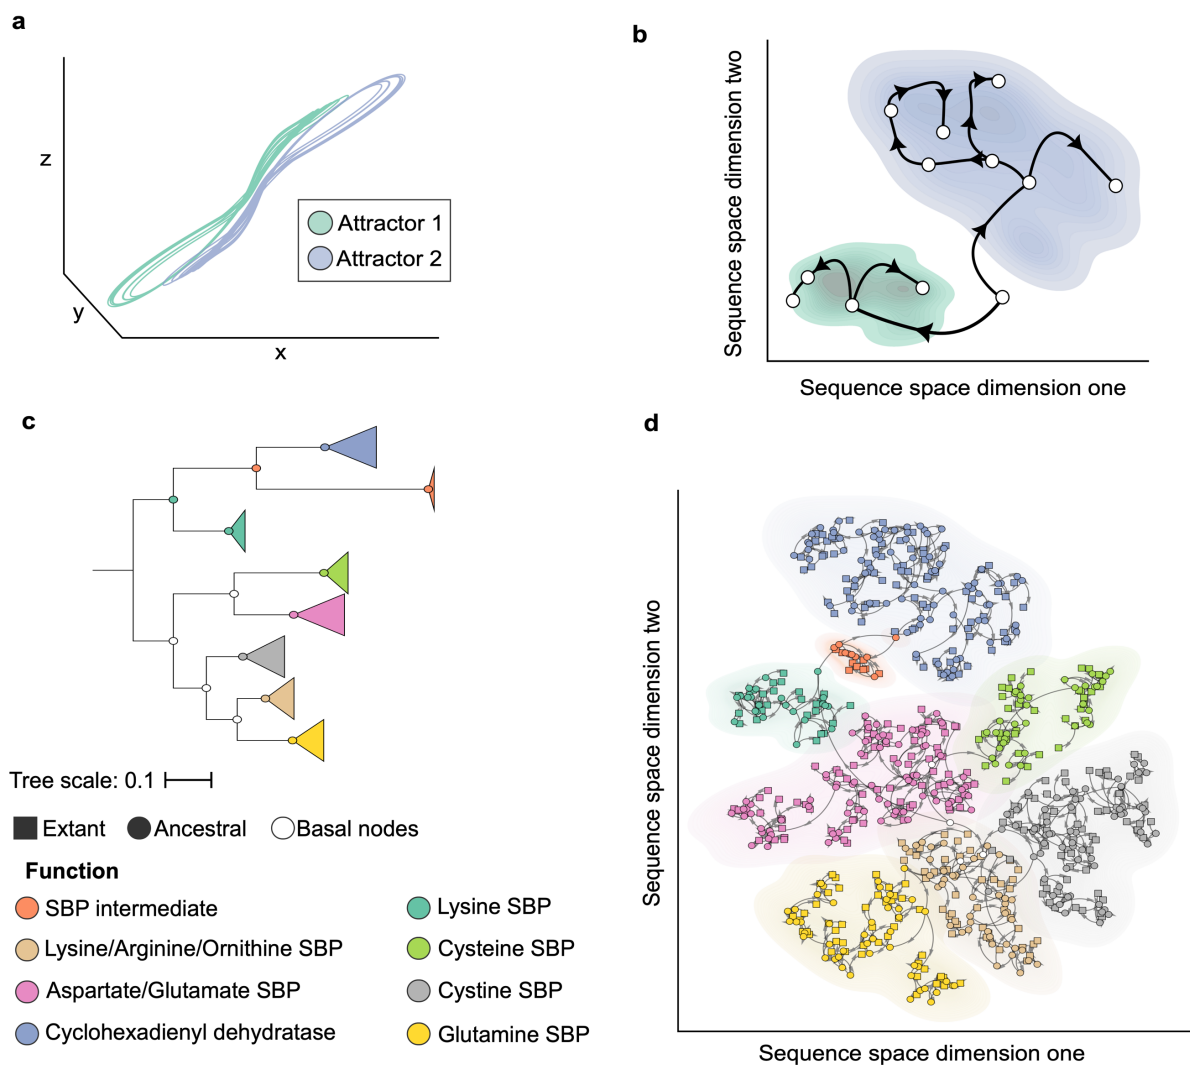 a
z
y
x
Attractor 1
Attractor 2
b
Sequence space dimension two
Sequence space dimension one
c
Tree scale: 0.1
Extant
Ancestral
Basal nodes
Function
SBP intermediate
Lysine/Arginine/Ornithine SBP
Aspartate/Glutamate SBP
Cyclohexadienyl dehydratase
Lysine SBP
Cysteine SBP
Cystine SBP
Glutamine SBP
d
Sequence space dimension two
Sequence space dimension one